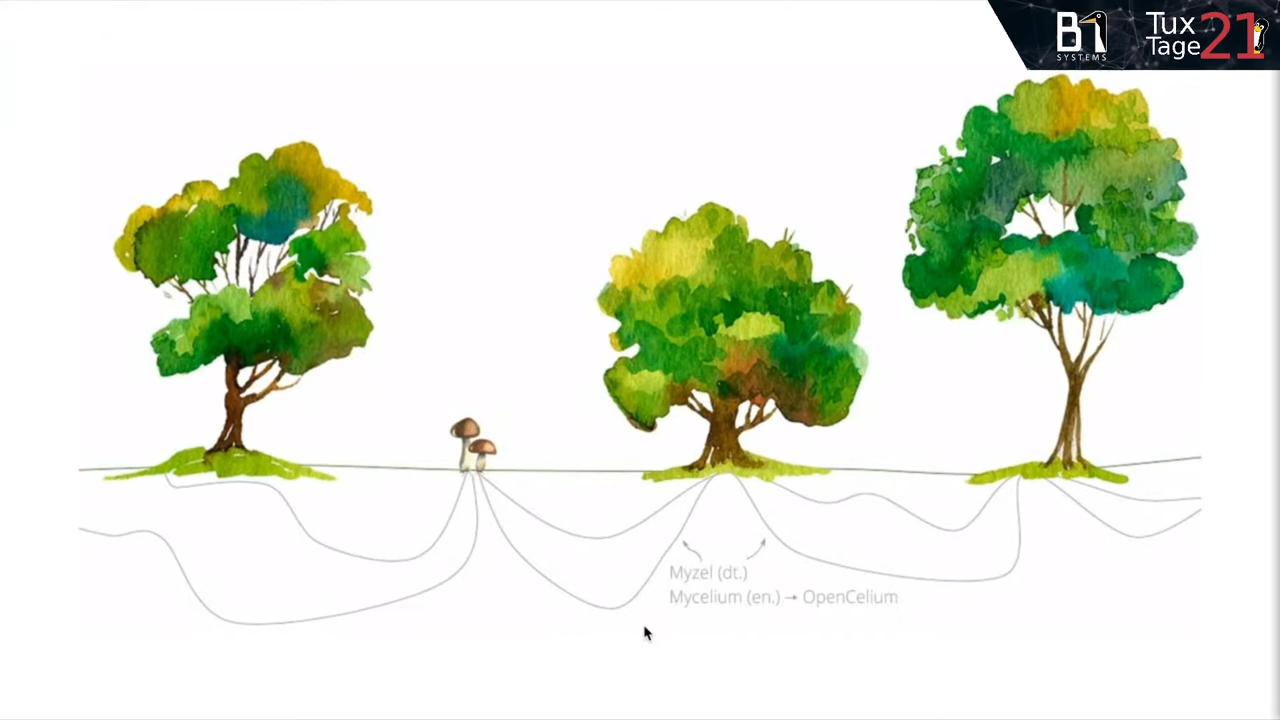 B1
SYSTEMS
Tux
Tage
21
Myzel (dt.)
Mycelium (en.) → OpenCelium